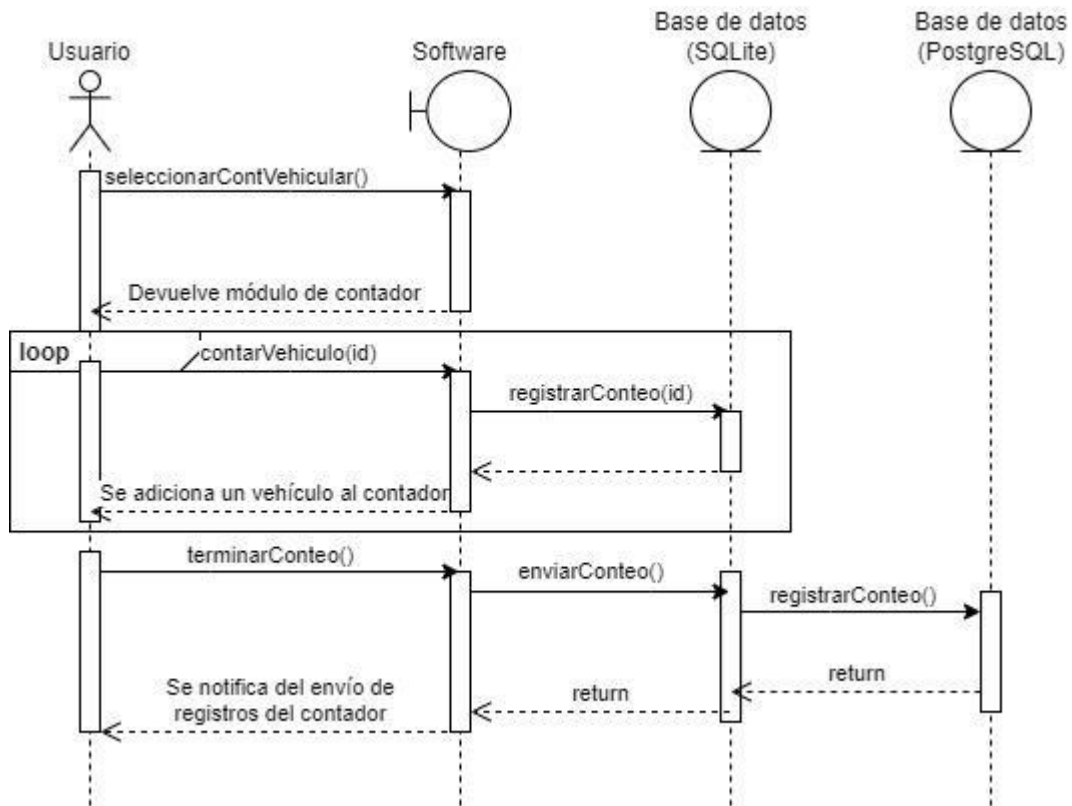 Usuario
Software
Base de datos
(SQLite)
Base de datos
(PostgreSQL)
seleccionarContVehicular()
Devuelve módulo de contador
loop
contarVehiculo(id)
registrarConteo(id)
Se adiciona un vehículo al contador
terminarConteo()
enviarConteo()
registrarConteo()
return
return
Se notifica del envío de
registros del contador